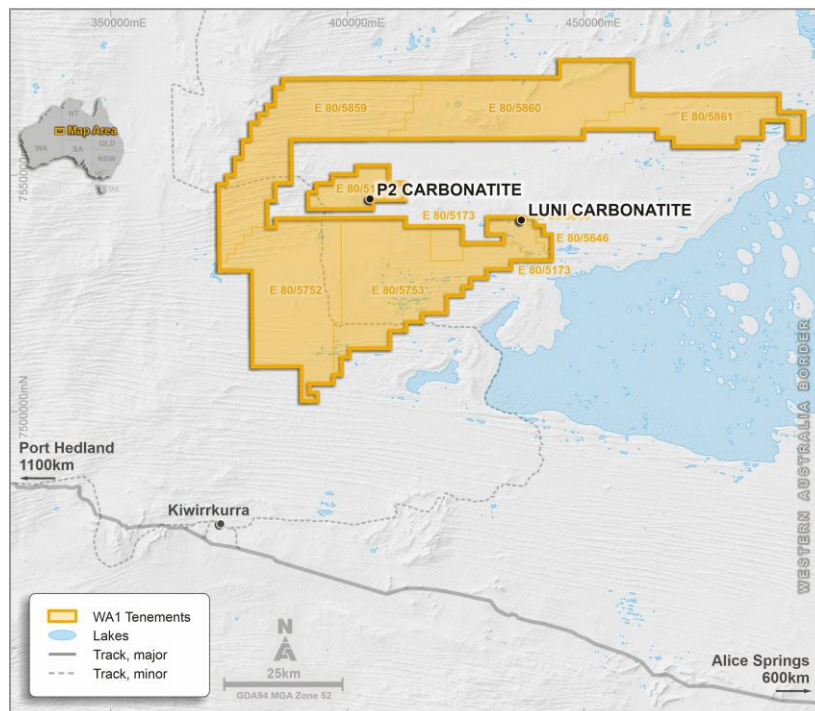 350000mE
400000mE
450000mE
E 80/5859
E 80/5860
E 80/5861
NT
Map Area
WA
SA
QLD
NSW
7550000mN
P2 CARBONATITE
LUNI CARBONATITE
E 80/5173
E 80/5646
E 80/5173
E 80/5752
E 80/5753
7500000mN
WESTERN AUSTRALIA BORDER
Port Hedland
1100km
Kiwirrkurra
WA1 Tenements
Lakes
Track, major
Track, minor
N
25km
GDA94 MGA Zone 52
Alice Springs
600km